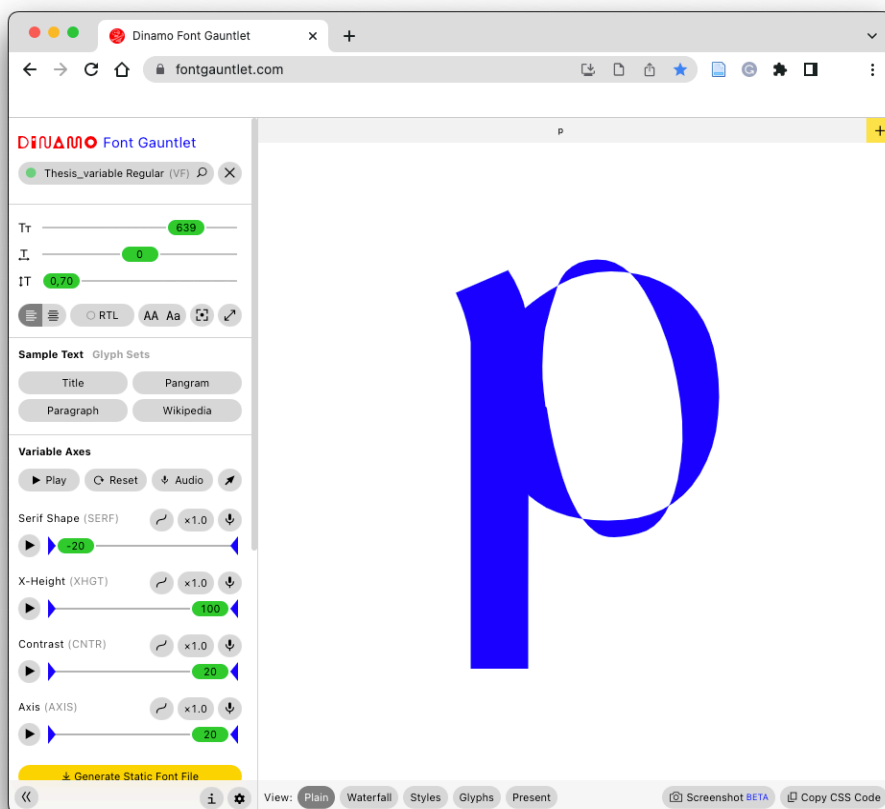 Dinamo Font Gauntlet
fontgauntlet.com
DINAMO Font Gauntlet
p
Thesis_variable Regular (VF)
TT 639
T 0
↕T 0,70
RTL AA Aa
Sample Text Glyph Sets
Title Pangram
Paragraph Wikipedia
Variable Axes
Play Reset Audio
Serif Shape (SERF) ×1.0
-20
X-Height (XHGT) ×1.0
100
Contrast (CNTR) ×1.0
20
Axis (AXIS) ×1.0
20
Generate Static Font File
p
i View: Plain Waterfall Styles Glyphs Present Screenshot BETA Copy CSS Code